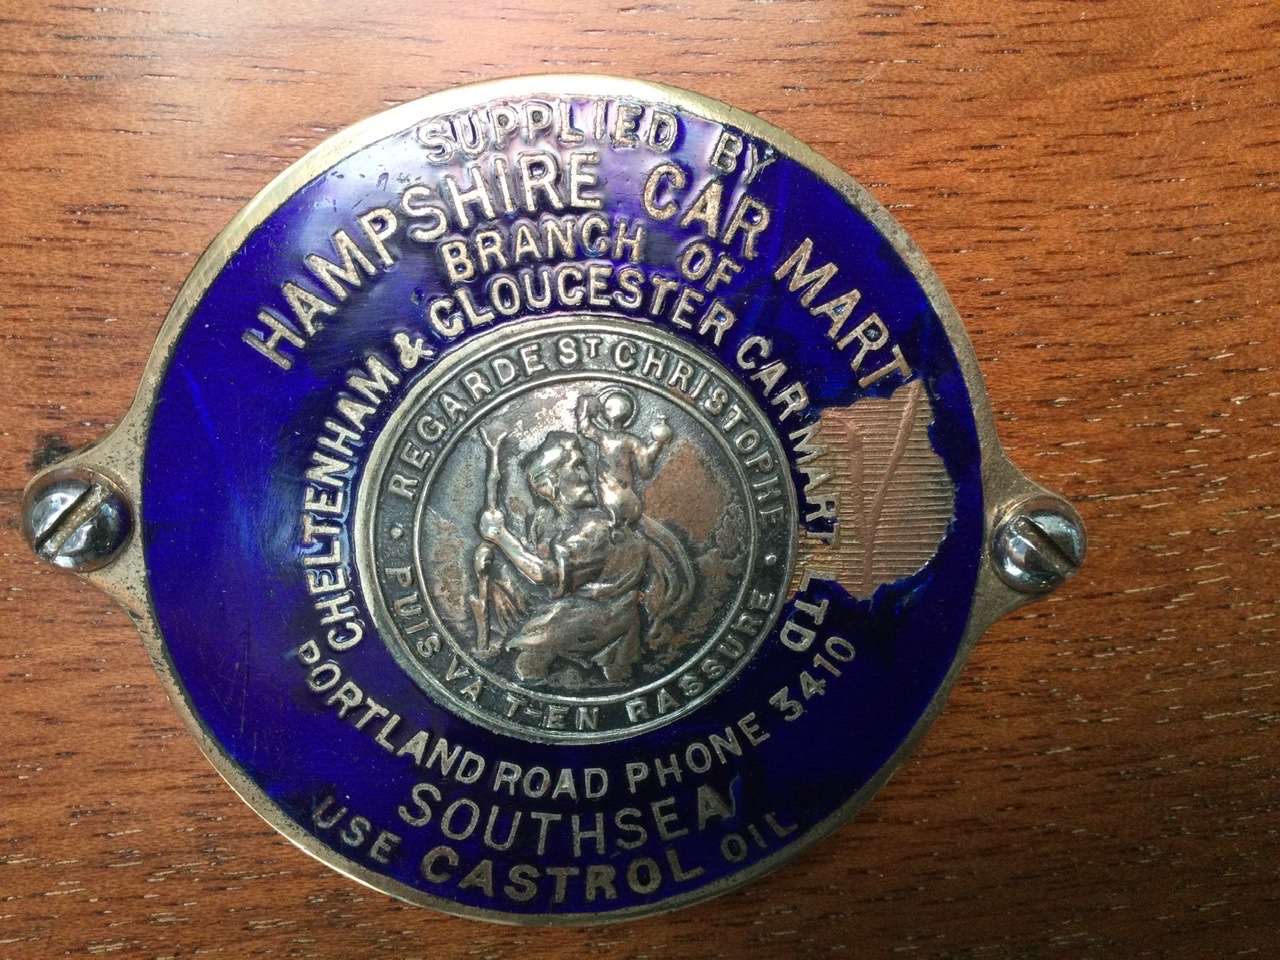 SUPPLIED BY
HAMPSHIRE CAR MART
BRANCH OF
CHELTENHAM & GLOUCESTER CAR MART LTD
REGARDE ST CHRISTOPHE
PUIS VA T-EN RASSURE
PORTLAND ROAD PHONE 3410
SOUTHSEA
USE CASTROL OIL